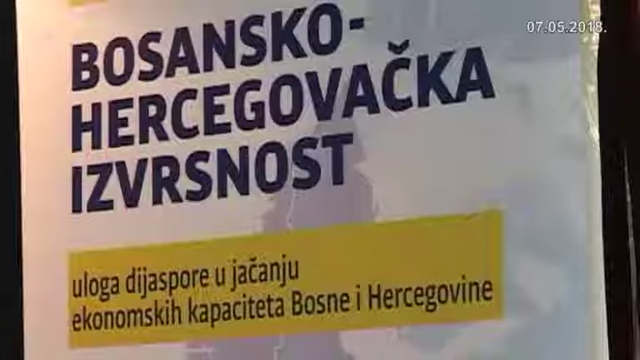 07.05.2018.
BOSANSKO-
HERCEGOVAČKA
IZVRSNOST
uloga dijaspore u jačanju
ekonomskih kapaciteta Bosne i Hercegovine